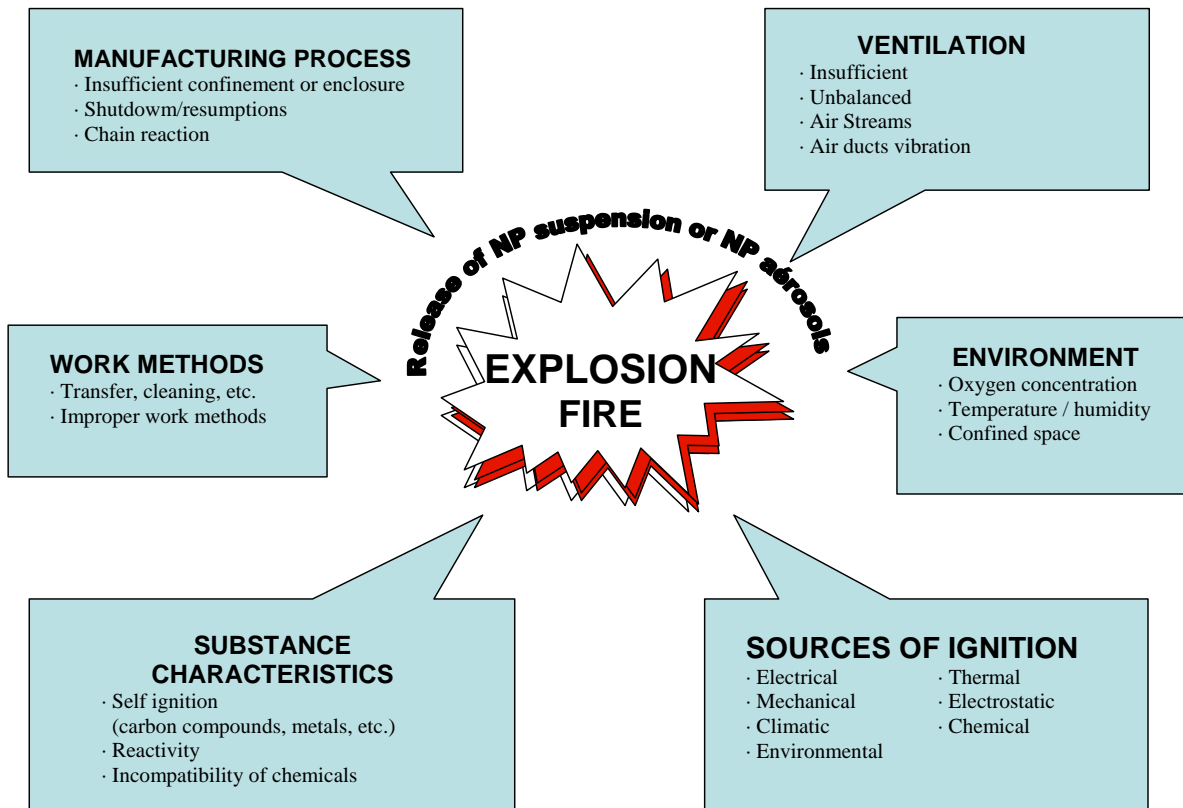 MANUFACTURING PROCESS
· Insufficient confinement or enclosure
· Shutdowm/resumptions
· Chain reaction
VENTILATION
· Insufficient
· Unbalanced
· Air Streams
· Air ducts vibration
Release of NP suspension or NP aérosols
WORK METHODS
· Transfer, cleaning, etc.
· Improper work methods
EXPLOSION
FIRE
ENVIRONMENT
· Oxygen concentration
· Temperature / humidity
· Confined space
SUBSTANCE
CHARACTERISTICS
· Self ignition
(carbon compounds, metals, etc.)
· Reactivity
· Incompatibility of chemicals
SOURCES OF IGNITION
· Electrical
· Mechanical
· Climatic
· Environmental
· Thermal
· Electrostatic
· Chemical